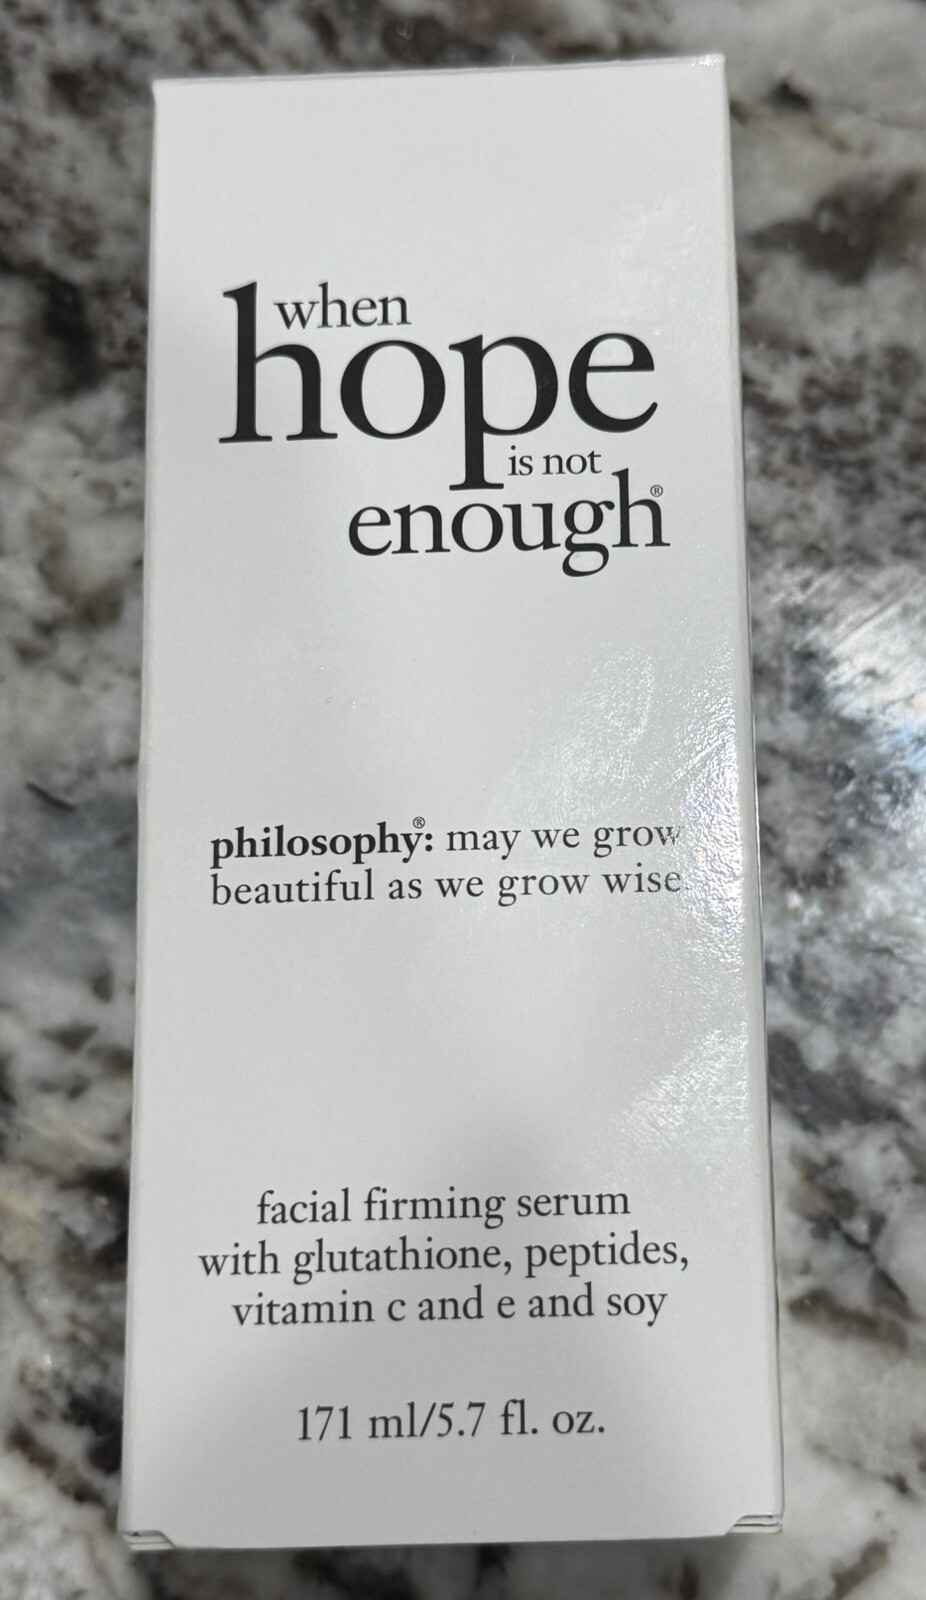 when
hope
is not
enough®
philosophy®: may we grow
beautiful as we grow wise.
facial firming serum
with glutathione, peptides,
vitamin c and e and soy
171 ml/5.7 fl. oz.